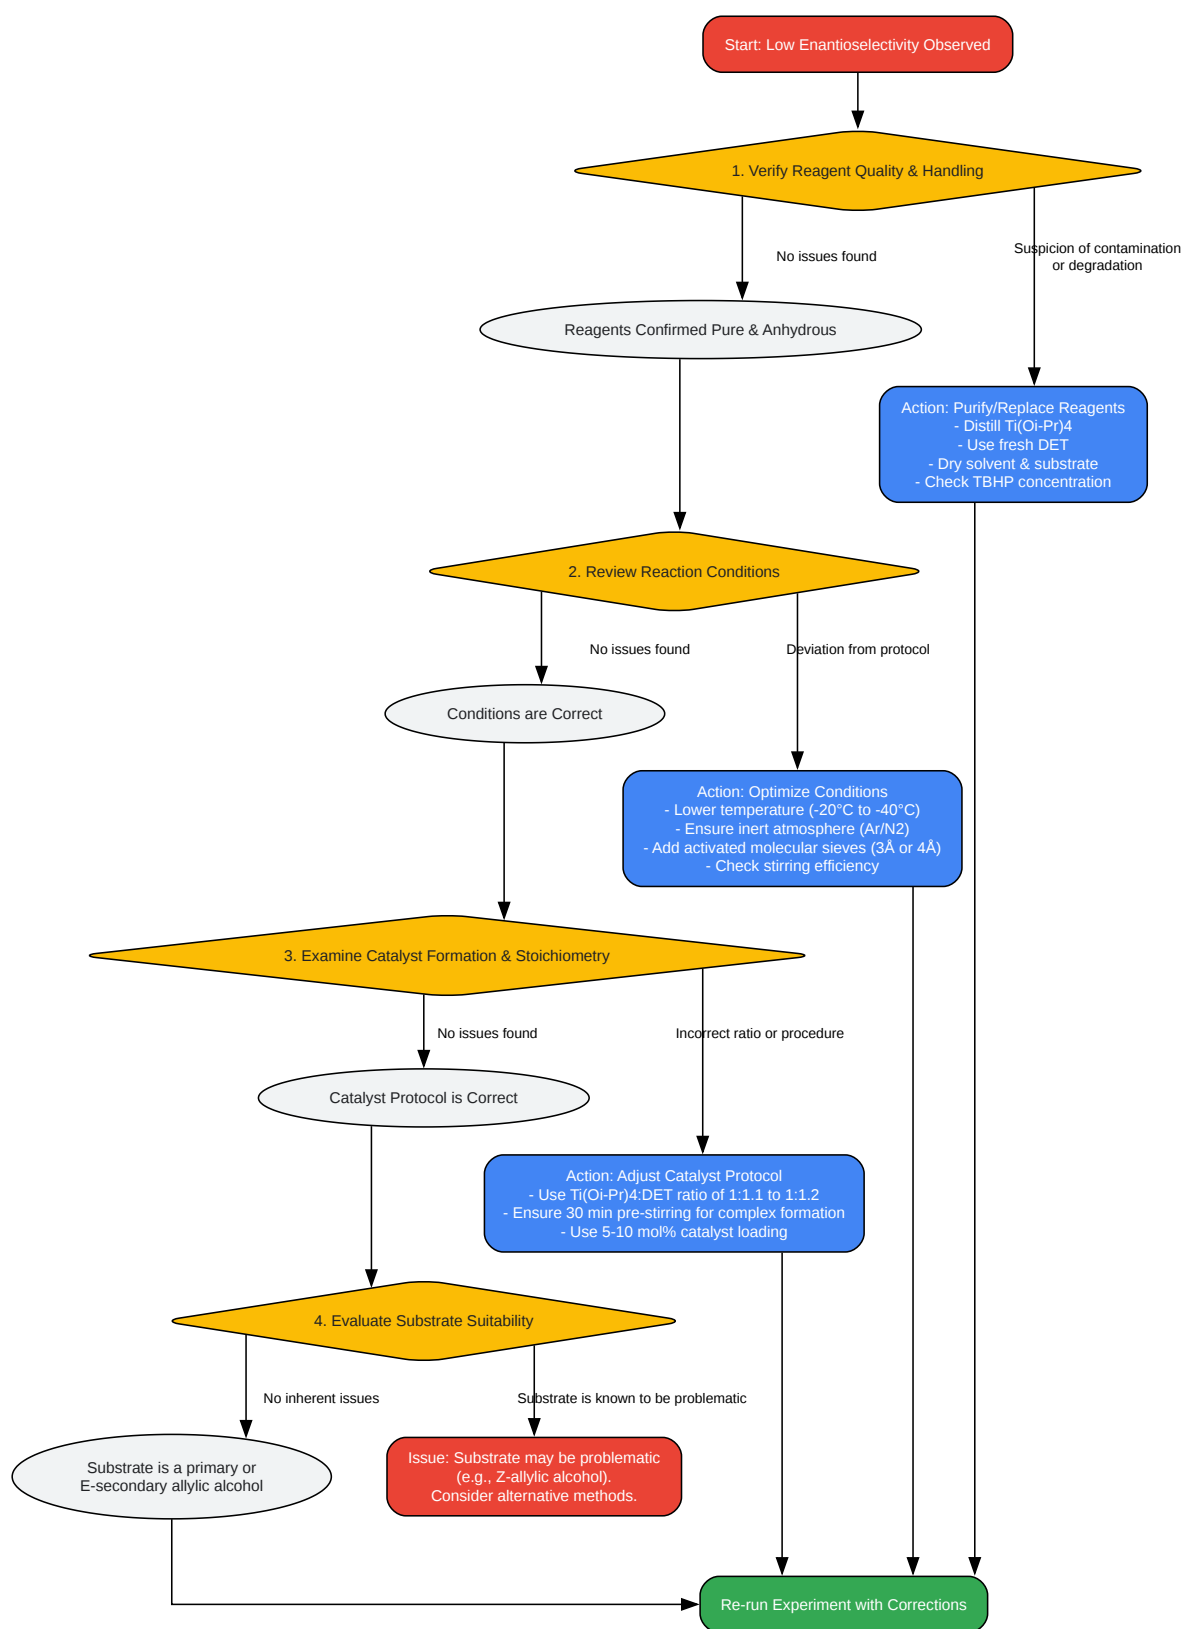 Start: Low Enantioselectivity Observed
1. Verify Reagent Quality & Handling
No issues found
Suspicion of contamination
or degradation
Reagents Confirmed Pure & Anhydrous
Action: Purify/Replace Reagents
- Distill Ti(Oi-Pr)4
- Use fresh DET
- Dry solvent & substrate
- Check TBHP concentration
2. Review Reaction Conditions
No issues found
Deviation from protocol
Conditions are Correct
Action: Optimize Conditions
- Lower temperature (-20°C to -40°C)
- Ensure inert atmosphere (Ar/N2)
- Add activated molecular sieves (3Å or 4Å)
- Check stirring efficiency
3. Examine Catalyst Formation & Stoichiometry
No issues found
Incorrect ratio or procedure
Catalyst Protocol is Correct
Action: Adjust Catalyst Protocol
- Use Ti(Oi-Pr)4:DET ratio of 1:1.1 to 1:1.2
- Ensure 30 min pre-stirring for complex formation
- Use 5-10 mol% catalyst loading
4. Evaluate Substrate Suitability
No inherent issues
Substrate is known to be problematic
Substrate is a primary or
E-secondary allylic alcohol
Issue: Substrate may be problematic
(e.g., Z-allylic alcohol).
Consider alternative methods.
Re-run Experiment with Corrections